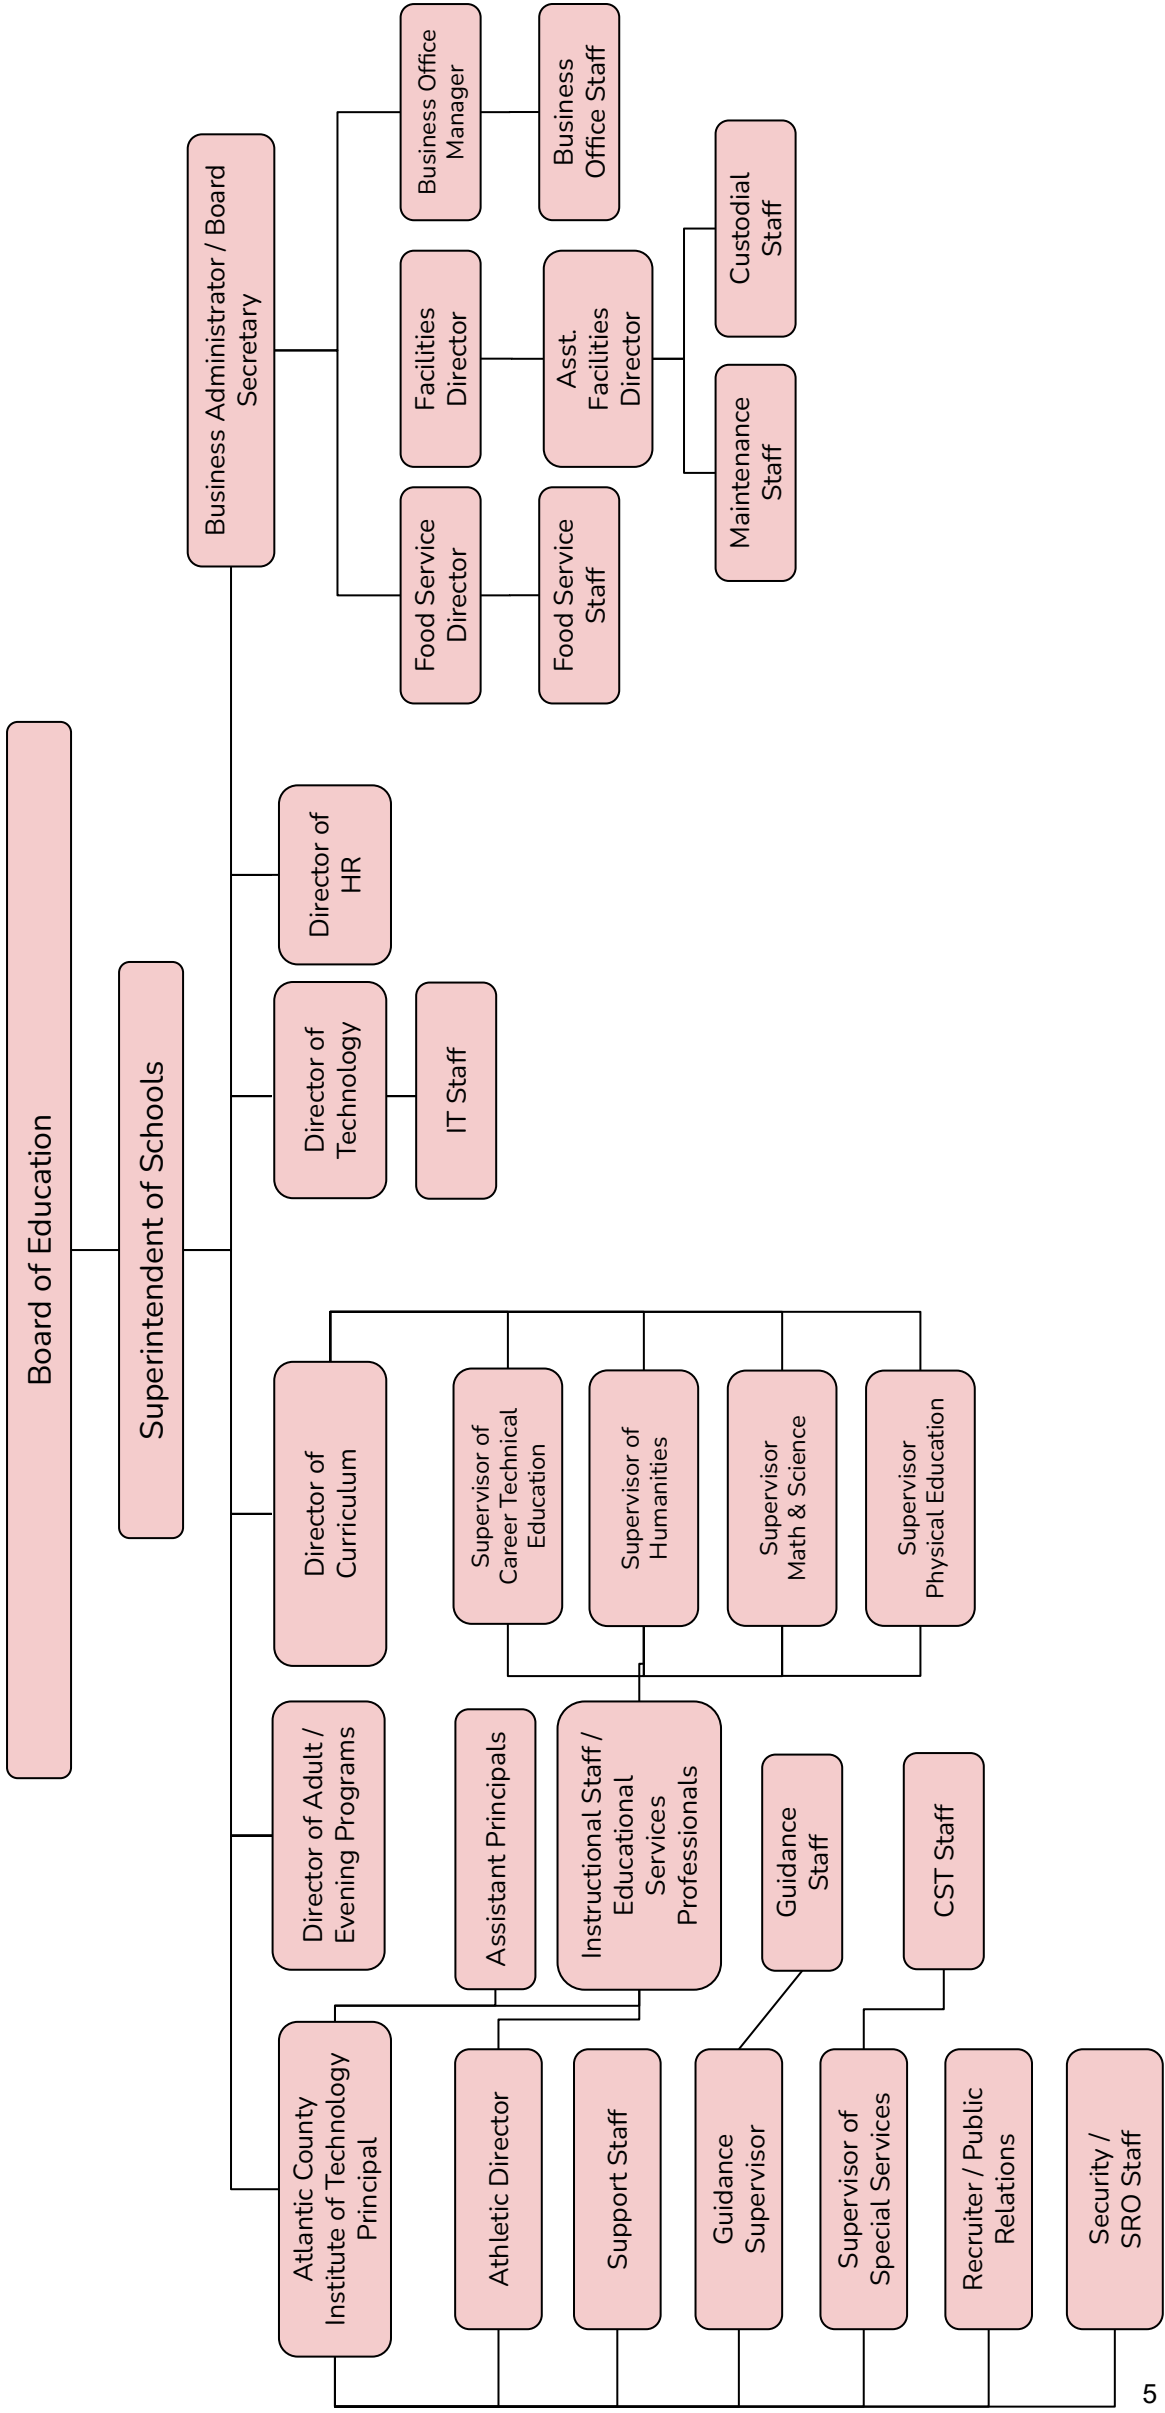 Board of Education
Superintendent of Schools
Business Administrator / Board
Secretary
Atlantic County
Institute of Technology
Principal
Director of Adult /
Evening Programs
Director of
Curriculum
Director of
Technology
Director of
HR
Food Service
Director
Facilities
Director
Business Office
Manager
Athletic Director
Assistant Principals
Supervisor of
Career Technical
Education
IT Staff
Food Service
Staff
Asst.
Facilities
Director
Business
Office Staff
Support Staff
Instructional Staff /
Educational
Services
Professionals
Supervisor of
Humanities
Guidance
Supervisor
Guidance
Staff
Supervisor
Math & Science
Maintenance
Staff
Custodial
Staff
Supervisor of
Special Services
CST Staff
Supervisor
Physical Education
Recruiter / Public
Relations
Security /
SRO Staff
5